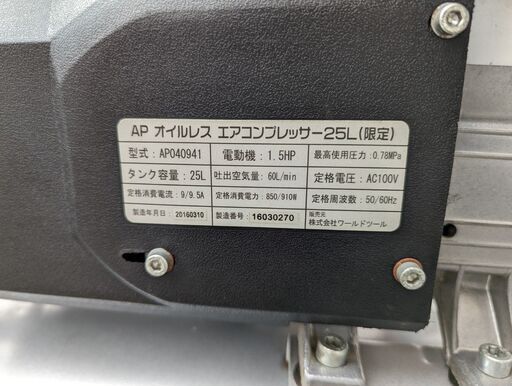 AP オイルレス エアコンプレッサー25L(限定)
型式：AP040941 電動機：1.5HP 最高使用圧力：0.78MPa
タンク容量：25L 吐出空気量：60L/min 定格電圧：AC100V
定格消費電流：9/9.5A 定格消費電力：850/910W 定格周波数：50/60Hz
製造年月日：20160310 製造番号：16030270 販売元
株式会社ワールドツール